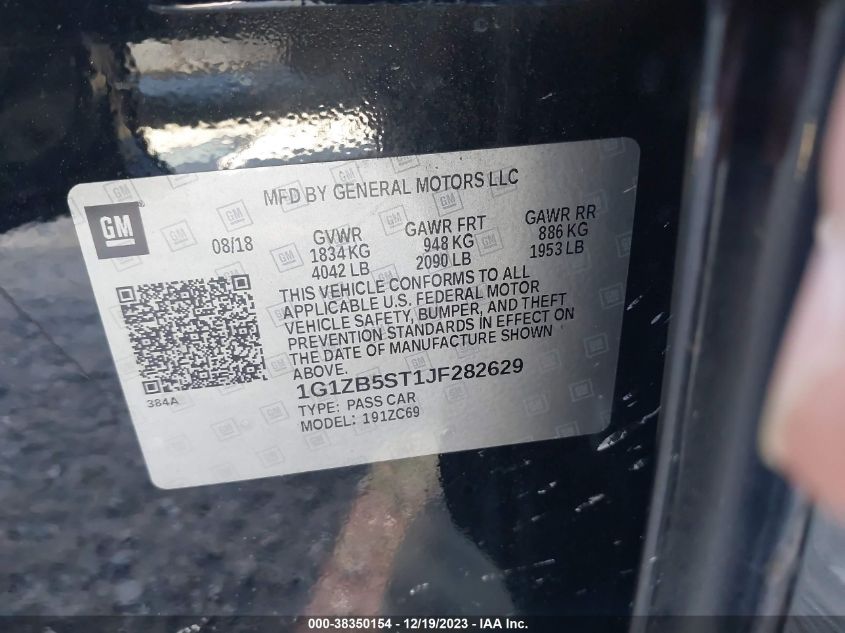 MFD BY GENERAL MOTORS LLC
GM
08/18
GVWR
1834 KG
4042 LB
GAWR FRT
948 KG
2090 LB
GAWR RR
886 KG
1953 LB
THIS VEHICLE CONFORMS TO ALL
APPLICABLE U.S. FEDERAL MOTOR
VEHICLE SAFETY, BUMPER, AND THEFT
PREVENTION STANDARDS IN EFFECT ON
THE DATE OF MANUFACTURE SHOWN
ABOVE.
384A
1G1ZB5ST1JF282629
TYPE: PASS CAR
MODEL: 191ZC69
000-38350154 - 12/19/2023 - IAA Inc.